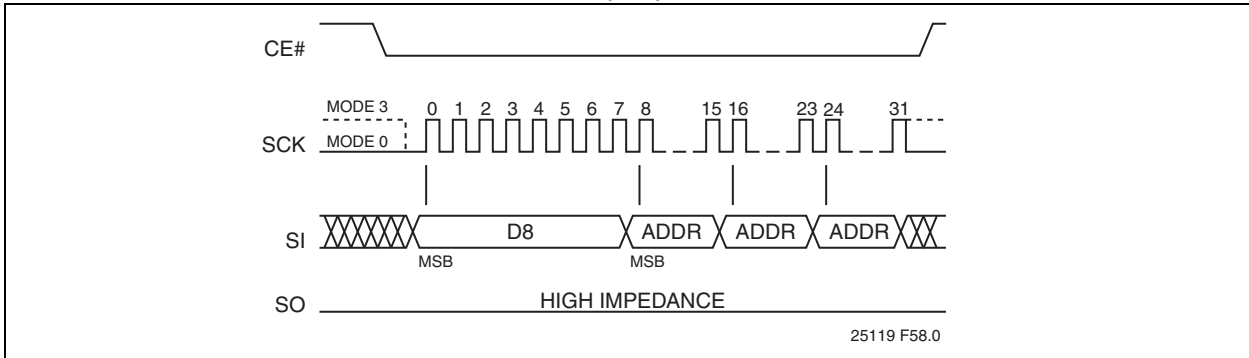 CE#
MODE 3 0 1 2 3 4 5 6 7 8 15 16 23 24 31
SCK MODE 0
SI D8 ADDR ADDR ADDR
MSB MSB
SO HIGH IMPEDANCE
25119 F58.0